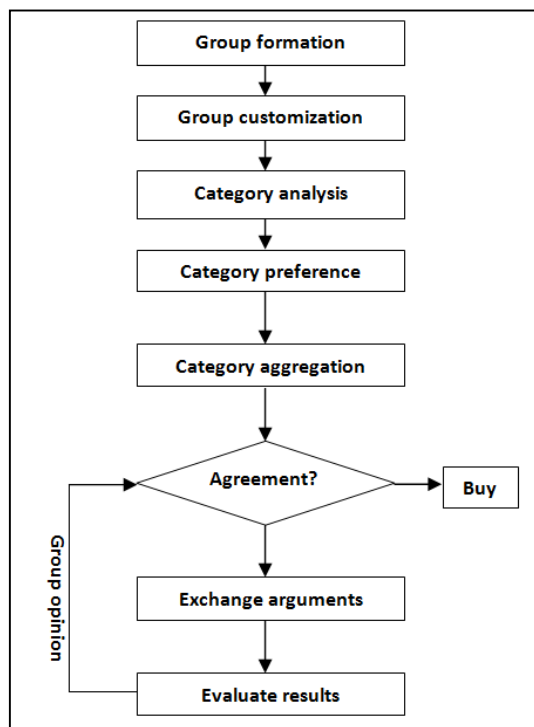 Group formation
Group customization
Category analysis
Category preference
Category aggregation
Agreement?
Buy
Group opinion
Exchange arguments
Evaluate results